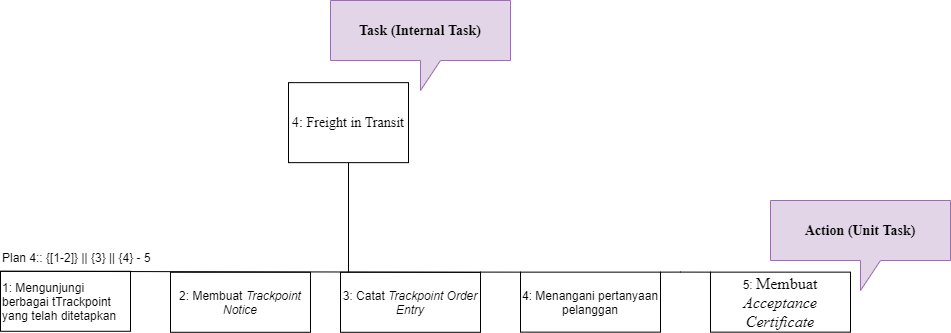 Task (Internal Task)
4: Freight in Transit
Action (Unit Task)
Plan 4:: {[1-2]} || {3} || {4} - 5
1: Mengunjungi
berbagai tTrackpoint
yang telah ditetapkan
2: Membuat Trackpoint
Notice
3: Catat Trackpoint Order
Entry
4: Menangani pertanyaan
pelanggan
5: Membuat
Acceptance
Certificate